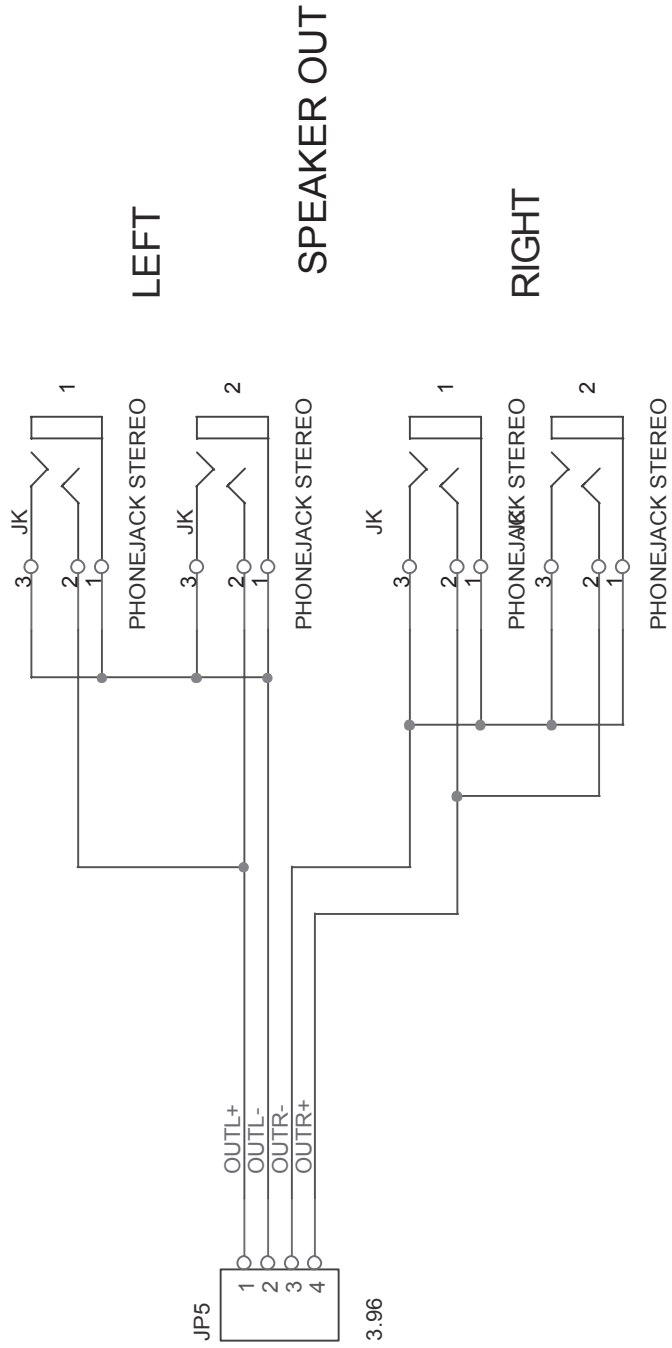 LEFT
SPEAKER OUT
RIGHT
JK
1
3
2
1
PHONEJACK STEREO
JK
2
3
2
1
PHONEJACK STEREO
JK
1
3
2
1
PHONEJACK STEREO
JK
2
3
2
1
PHONEJACK STEREO
OUTL+
OUTL-
OUTR-
OUTR+
JP5
1
2
3
4
3.96